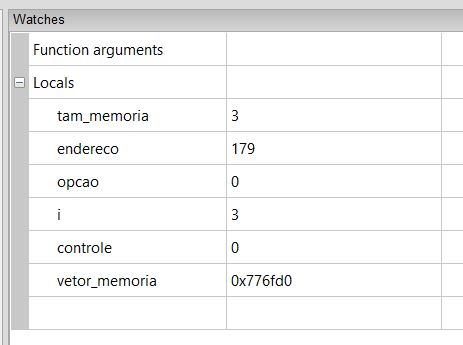 Watches
Function arguments
Locals
tam_memoria 3
endereco 179
opcao 0
i 3
controle 0
vetor_memoria 0x776fd0